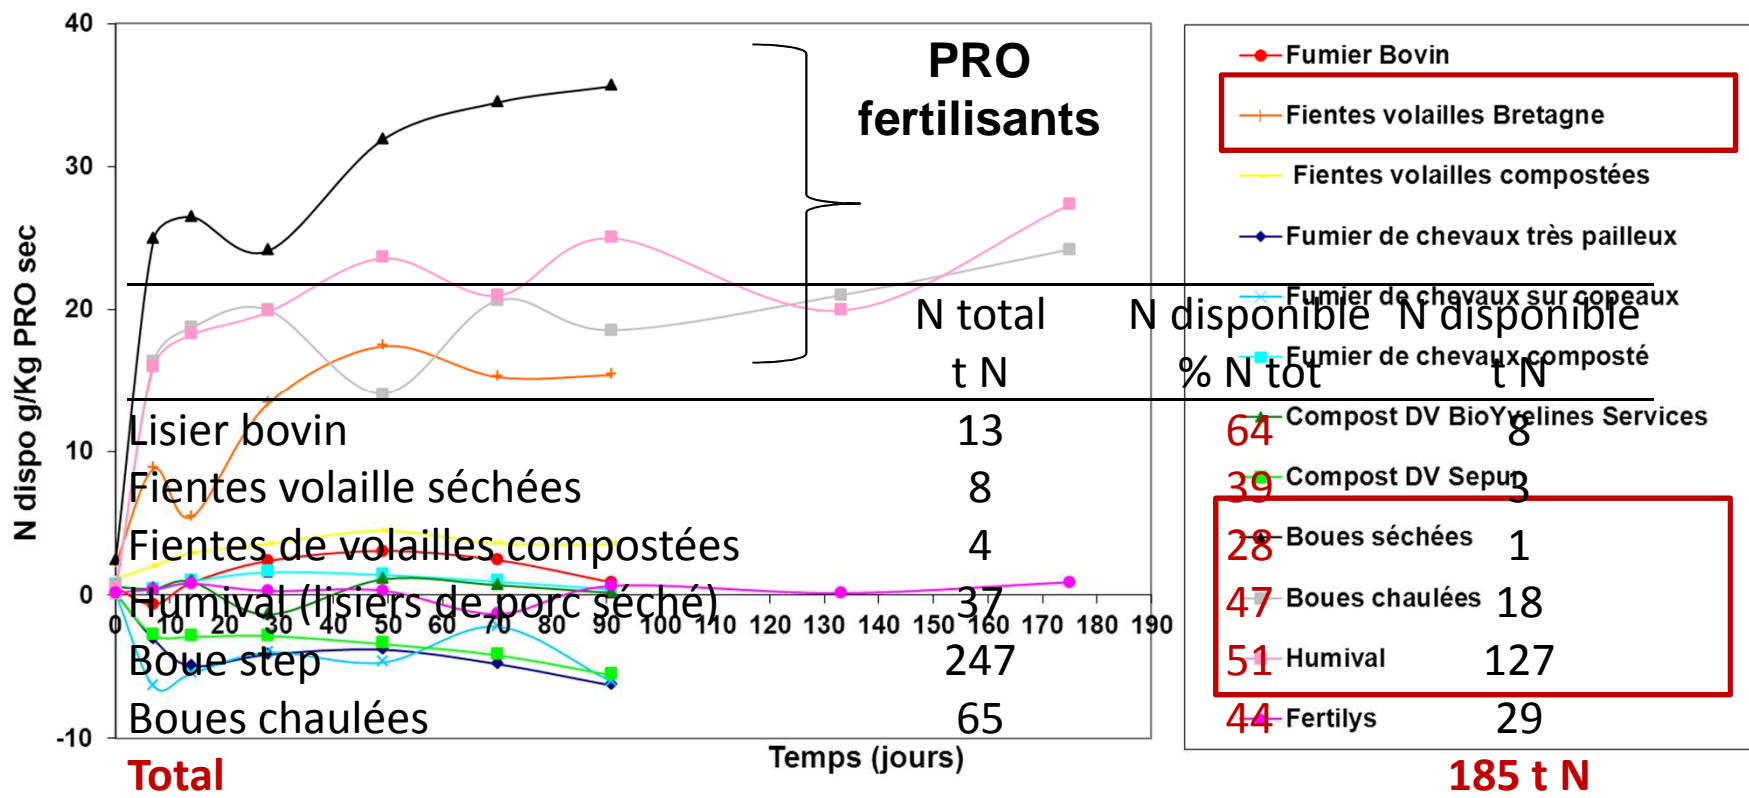 40
30
20
10
0
-10
N dispo g/Kg PRO sec
0 10 20 30 40 50 60 70 80 90 100 110 120 130 140 150 160 170 180 190
Temps (jours)
PRO
fertilisants
Fumier Bovin
Fientes volailles Bretagne
Fientes volailles compostées
Fumier de chevaux très pailleux
Fumier de chevaux sur copeaux
Fumier de chevaux composté
Compost DV BioYvelines Services
Compost DV Sepur
Boues séchées
Boues chaulées
Humival
Fertilys
N total N disponible N disponible
t N % N tot t N
Lisier bovin 13 64 8
Fientes volaille séchées 8 39 3
Fientes de volailles compostées 4 28 1
Humival (lisiers de porc séché) 37 47 18
Boue step 247 51 127
Boues chaulées 65 44 29
Total 185 t N